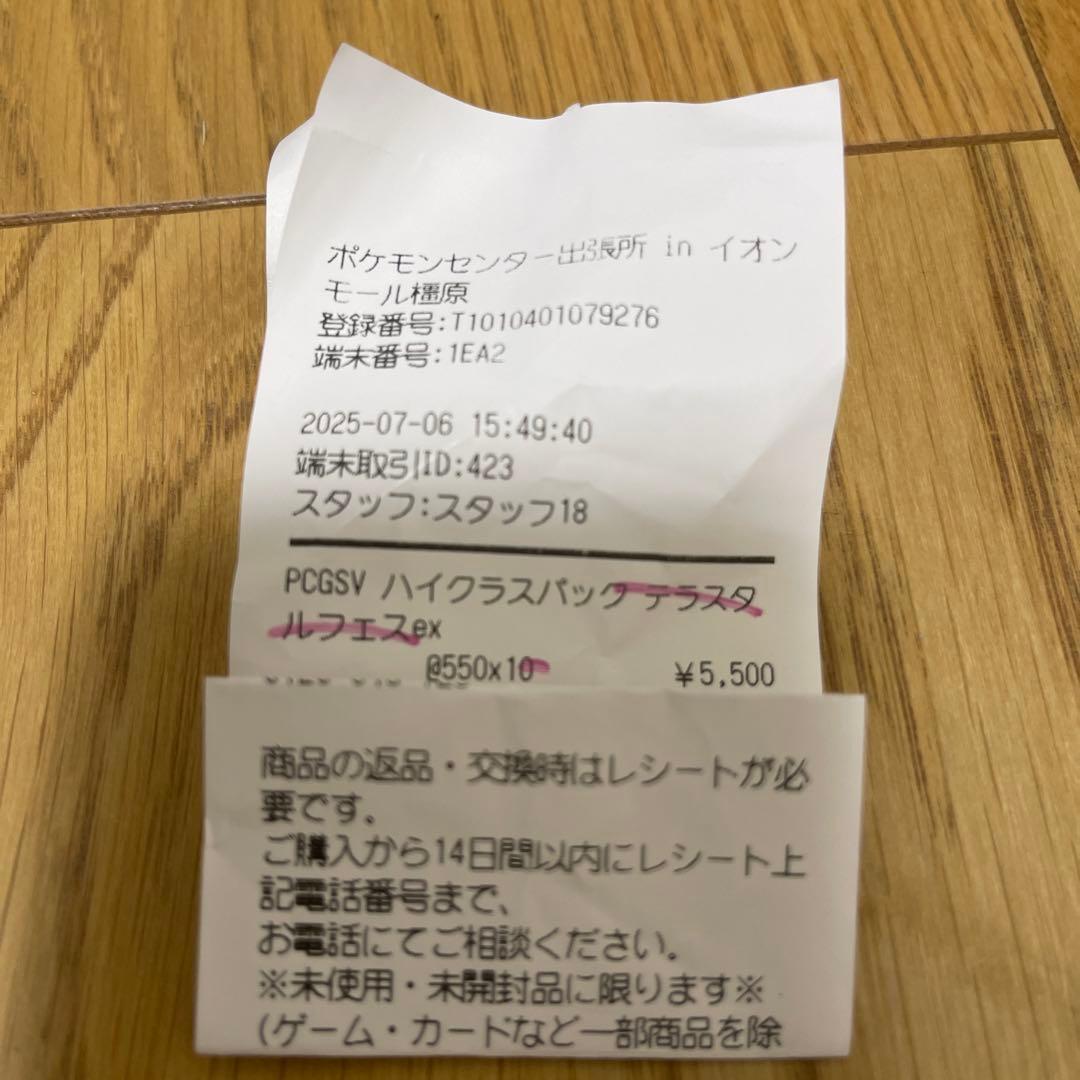 ポケモンセンター出張所 in イオン
モール橿原
登録番号:T1010401079276
端末番号:1EA2
2025-07-06 15:49:40
端末取引ID:423
スタッフ:スタッフ18
PCGSV ハイクラスパック テラスタ
ルフェスex
@550x10 ¥5,500
商品の返品・交換時はレシートが必
要です。
ご購入から14日間以内にレシート上
記電話番号まで、
お電話にてご相談ください。
※未使用・未開封品に限ります※
(ゲーム・カードなど一部商品を除